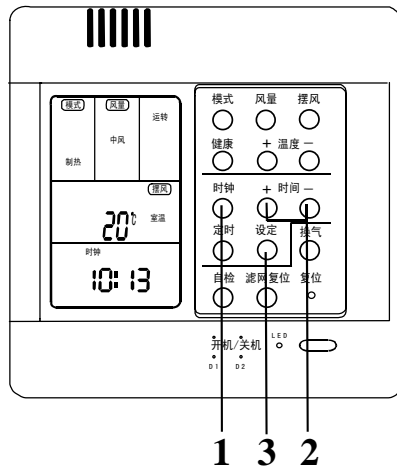 模式 风量 运转
中风
制热
摆风
20℃ 室温
时钟
10:13
模式 风量 摆风
健康 + 温度 －
时钟 + 时间 －
定时 设定 换气
自检 滤网复位 复位
开机/关机 LED
D1 D2
1 3 2